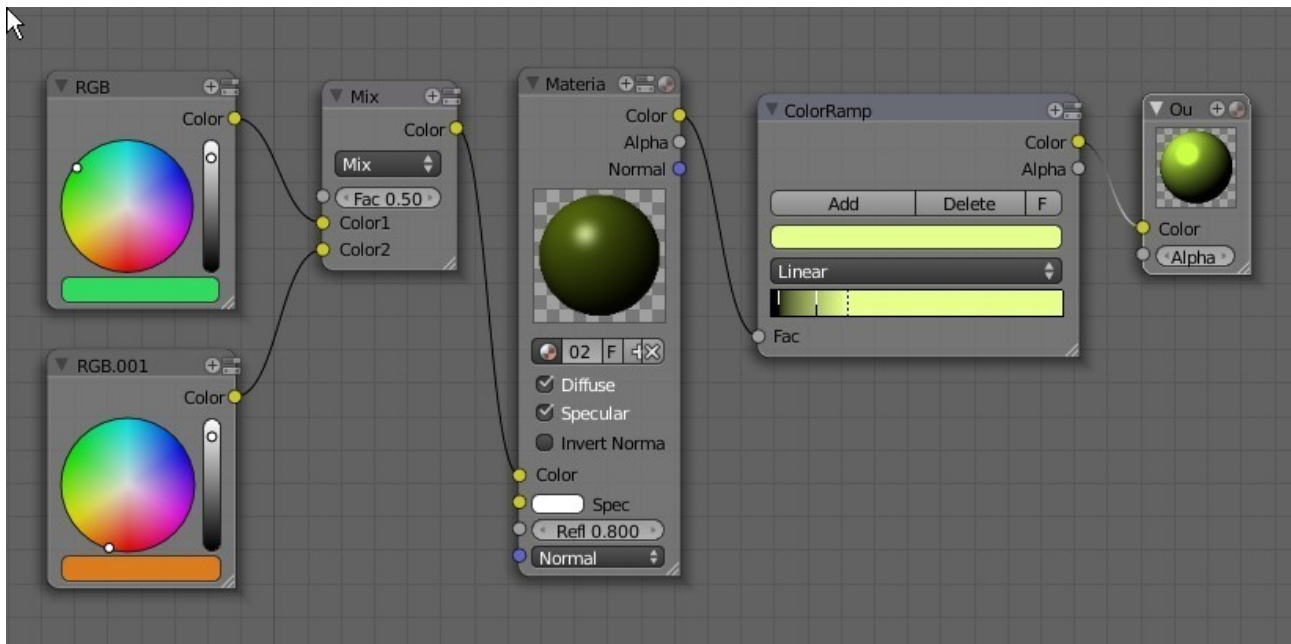 RGB
Color
RGB.001
Color
Mix
Color
Mix
Fac 0.50
Color1
Color2
Materia
Color
Alpha
Normal
02 F
Diffuse
Specular
Invert Norma
Color
Spec
Refl 0.800
Normal
ColorRamp
Color
Alpha
Add Delete F
Linear
Fac
Ou
Color
Alpha